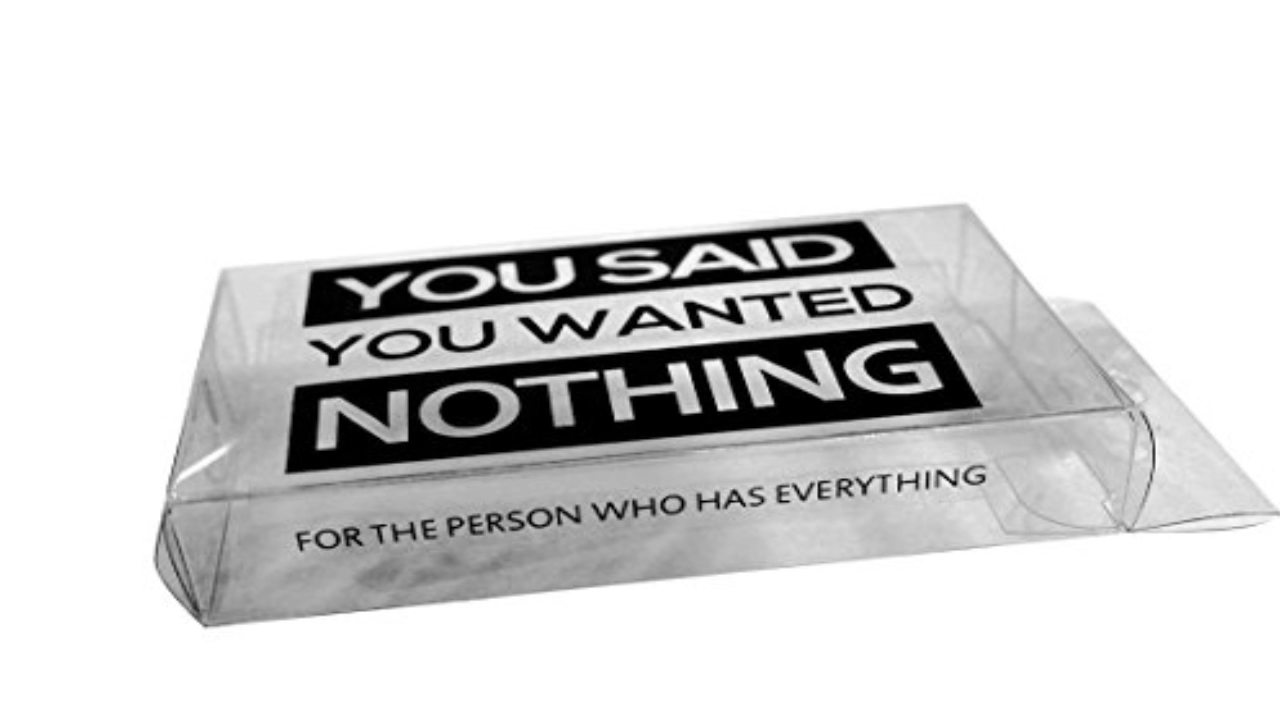 YOU SAID
YOU WANTED
NOTHING
FOR THE PERSON WHO HAS EVERYTHING